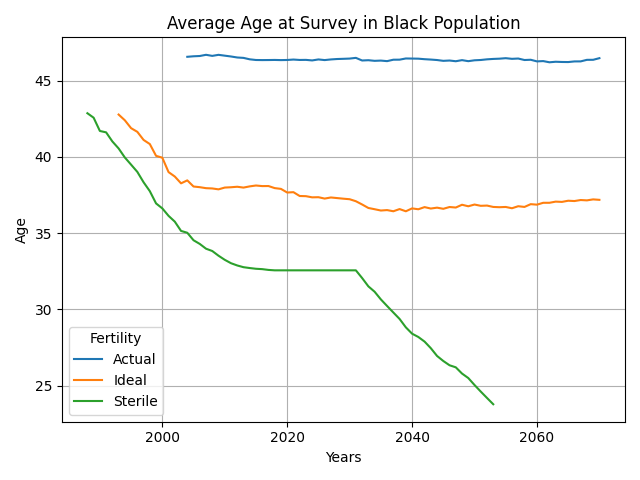 Average Age at Survey in Black Population
Age
45
40
35
30
25
Fertility
Actual
Ideal
Sterile
2000 2020 2040 2060
Years